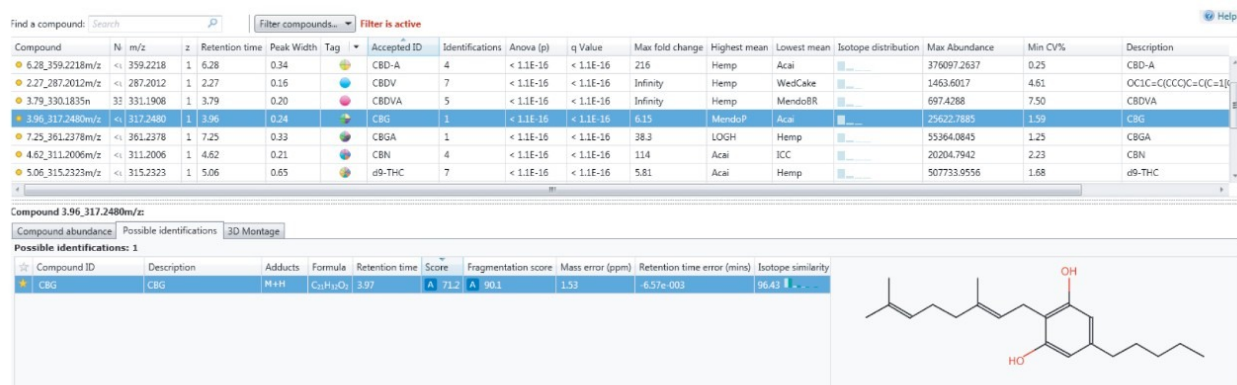 Find a compound: Search Filter compounds... Filter is active Help
Compound m/z z Retention time Peak Width Tag Accepted ID Identifications Anova (p) q Value Max fold change Highest mean Lowest mean Isotope distribution Max Abundance Min CV% Description
6.28_359.2218m/z 359.2218 1 6.28 0.34 CBD-A 4 < 1.1E-16 < 1.1E-16 216 Hemp Acai 376097.2637 0.25 CBD-A
2.27_287.2012m/z 287.2012 1 2.27 0.16 CBDV 7 < 1.1E-16 < 1.1E-16 Infinity Hemp WedCake 1463.6017 4.61
3.79_330.1835n 33 331.1908 1 3.79 0.20 CBDVA 5 < 1.1E-16 < 1.1E-16 Infinity Hemp MendoBR 697.4288 7.50 CBDVA
3.96_317.2480m/z 317.2480 1 3.96 0.24 CBG 1 < 1.1E-16 < 1.1E-16 6.15 MendoP Acai 25622.7885 1.59 CBG
7.25_361.2378m/z 361.2378 1 7.25 0.33 CBGA 1 < 1.1E-16 < 1.1E-16 38.3 LOGH Hemp 55364.0845 1.25 CBGA
4.62_311.2006m/z 311.2006 1 4.62 0.21 CBN 4 < 1.1E-16 < 1.1E-16 114 Acai ICC 20204.7942 2.23 CBN
5.06_315.2323m/z 315.2323 1 5.06 0.65 d9-THC 7 < 1.1E-16 < 1.1E-16 5.81 Acai Hemp 507733.9556 1.68 d9-THC
Compound 3.96_317.2480m/z:
Compound abundance Possible identifications 3D Montage
Possible identifications: 1
Compound ID Description Adducts Formula Retention time Score Fragmentation score Mass error (ppm) Retention time error (mins) Isotope similarity
CBG CBG M+H C₂₁H₃₂O₂ 3.97 A 71.2 A 90.1 1.53 -6.57e-003 96.43
OH
HO